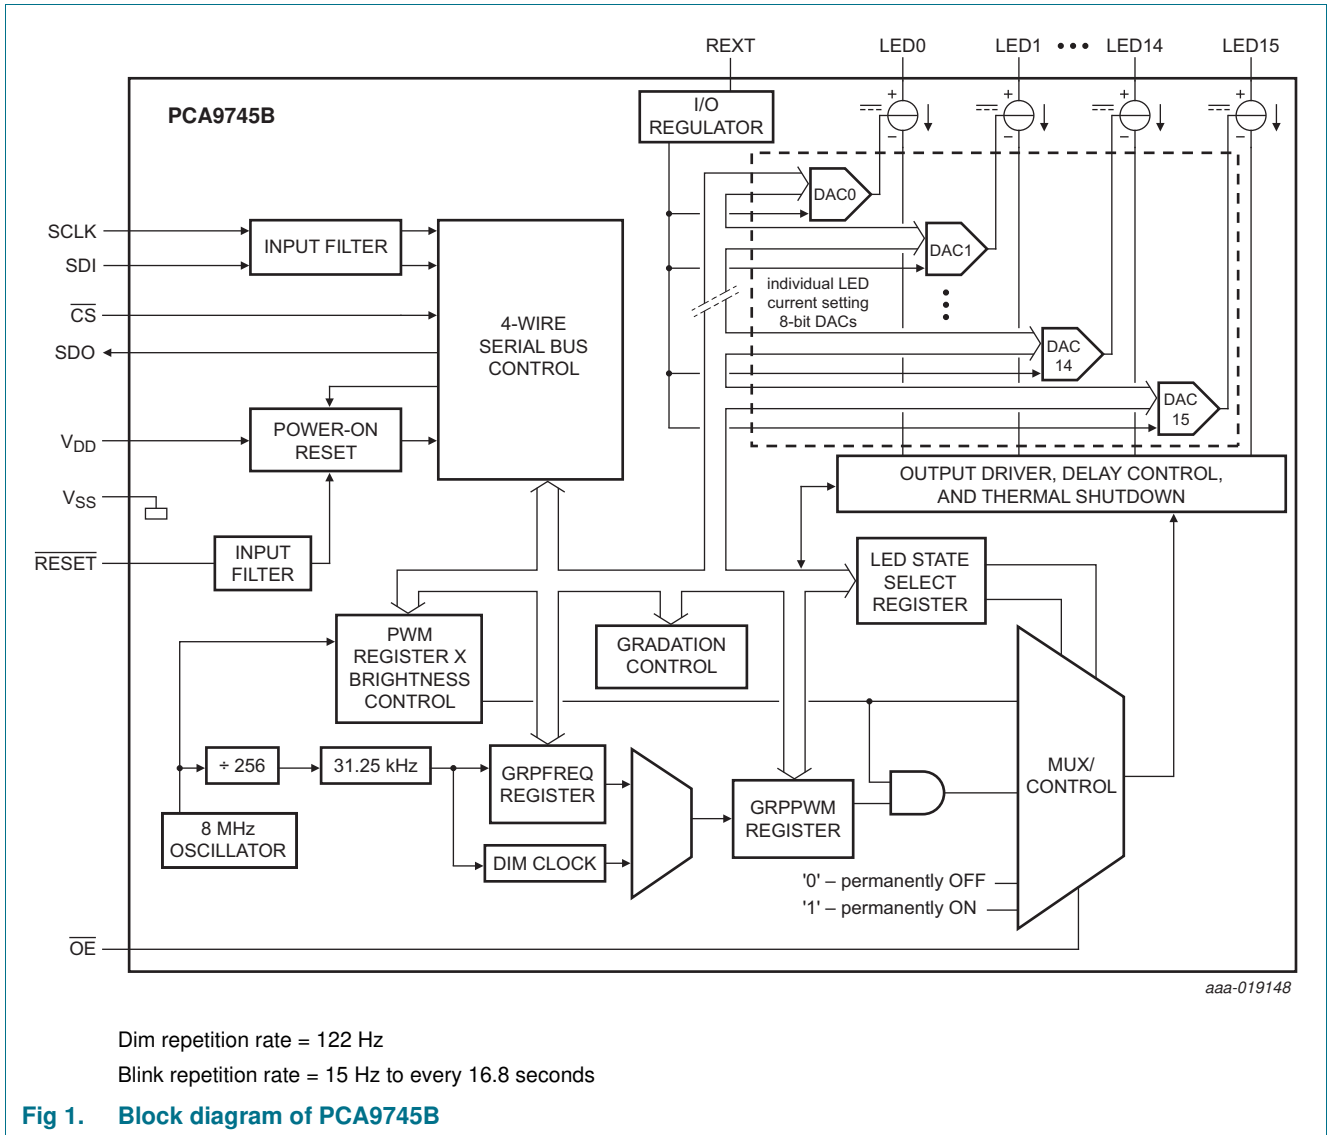 REXT
LED0
LED1
•••
LED14
LED15
PCA9745B
I/O
REGULATOR
+
−
+
−
+
−
+
−
DAC0
DAC1
individual LED
current setting
8-bit DACs
DAC
14
DAC
15
SCLK
SDI
INPUT FILTER
CS
SDO
4-WIRE
SERIAL BUS
CONTROL
VDD
POWER-ON
RESET
VSS
RESET
INPUT
FILTER
OUTPUT DRIVER, DELAY CONTROL,
AND THERMAL SHUTDOWN
LED STATE
SELECT
REGISTER
PWM
REGISTER X
BRIGHTNESS
CONTROL
GRADATION
CONTROL
÷ 256
31.25 kHz
GRPFREQ
REGISTER
MUX/
CONTROL
8 MHz
OSCILLATOR
DIM CLOCK
GRPPWM
REGISTER
'0' – permanently OFF
'1' – permanently ON
OE
aaa-019148
Dim repetition rate = 122 Hz
Blink repetition rate = 15 Hz to every 16.8 seconds
Fig 1. Block diagram of PCA9745B